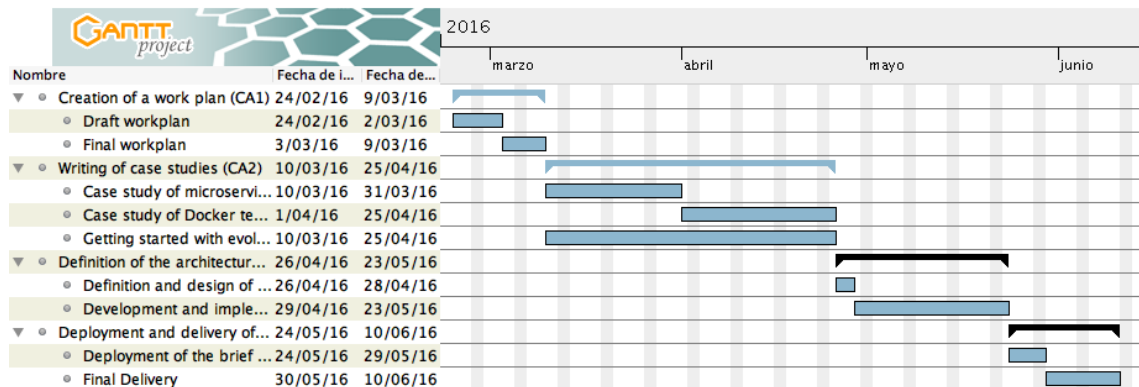 GANTT
project
2016
marzo abril mayo junio
Nombre Fecha de i... Fecha de...
Creation of a work plan (CA1) 24/02/16 9/03/16
Draft workplan 24/02/16 2/03/16
Final workplan 3/03/16 9/03/16
Writing of case studies (CA2) 10/03/16 25/04/16
Case study of microservi... 10/03/16 31/03/16
Case study of Docker te... 1/04/16 25/04/16
Getting started with evol... 10/03/16 25/04/16
Definition of the architectur... 26/04/16 23/05/16
Definition and design of ... 26/04/16 28/04/16
Development and imple... 29/04/16 23/05/16
Deployment and delivery of... 24/05/16 10/06/16
Deployment of the brief ... 24/05/16 29/05/16
Final Delivery 30/05/16 10/06/16